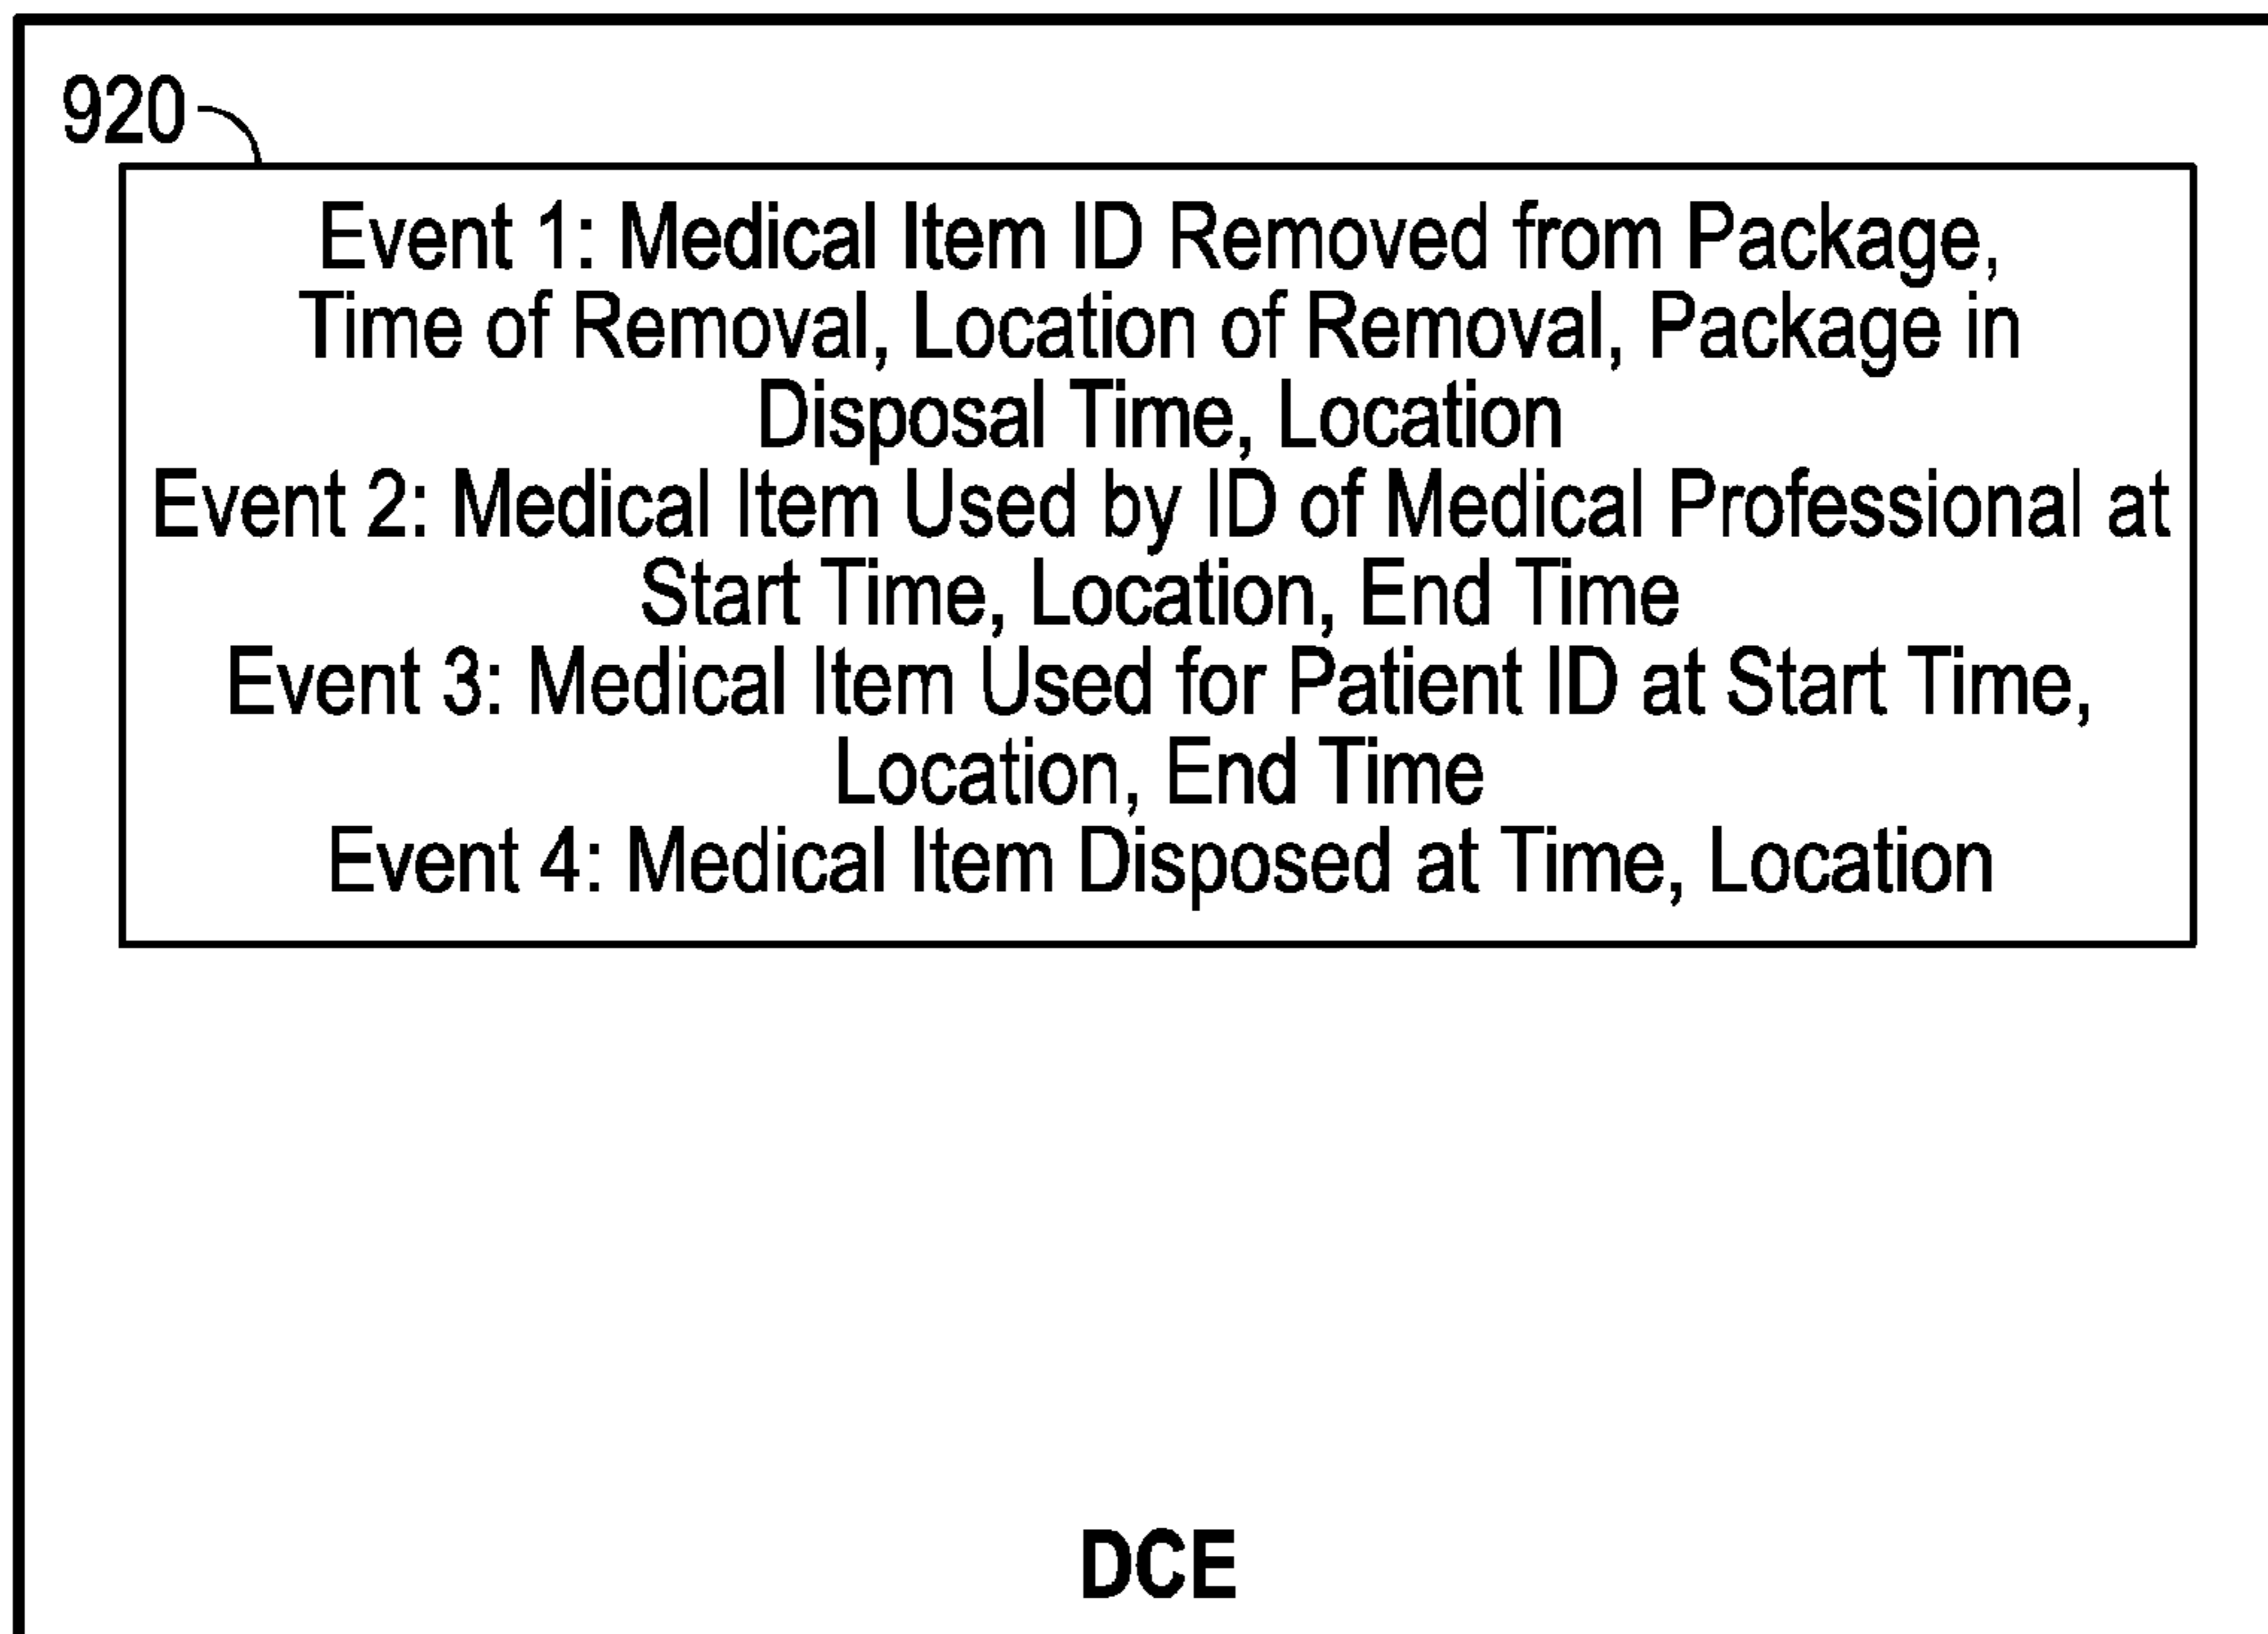 920
Event 1: Medical Item ID Removed from Package,
Time of Removal, Location of Removal, Package in
Disposal Time, Location
Event 2: Medical Item Used by ID of Medical Professional at
Start Time, Location, End Time
Event 3: Medical Item Used for Patient ID at Start Time,
Location, End Time
Event 4: Medical Item Disposed at Time, Location
DCE